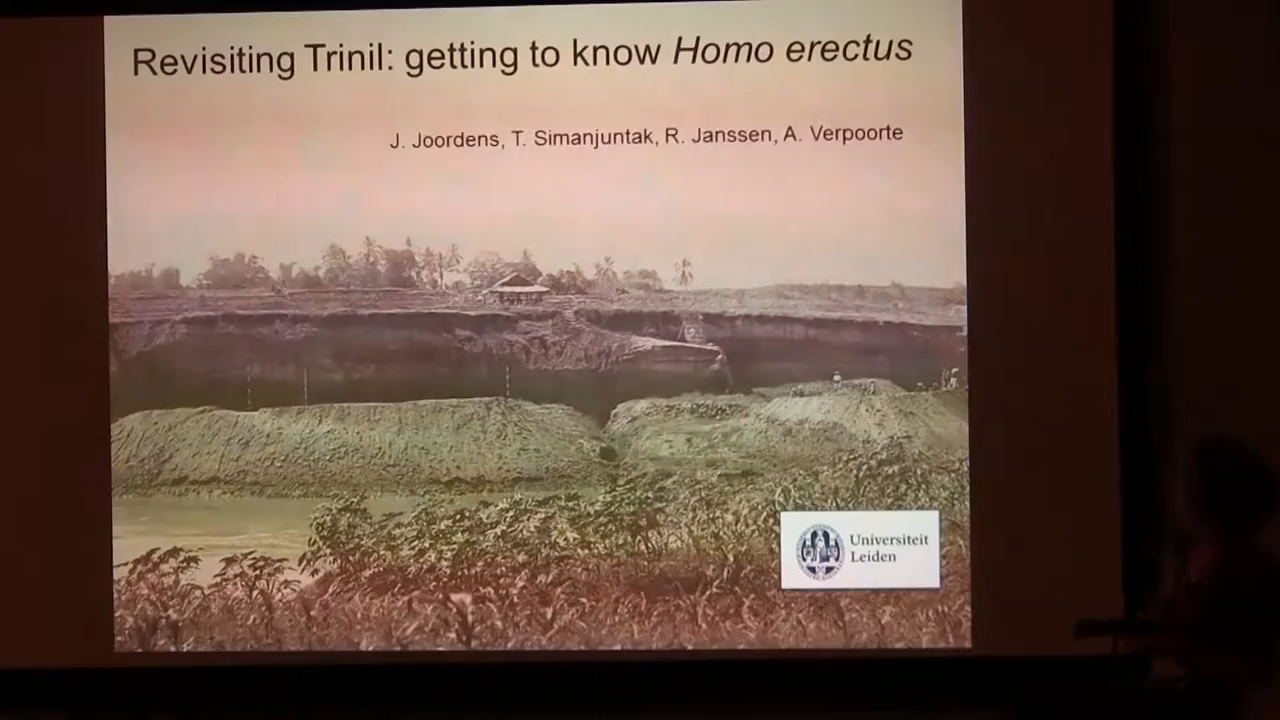 Revisiting Trinil: getting to know Homo erectus
J. Joordens, T. Simanjuntak, R. Janssen, A. Verpoorte
Universiteit
Leiden